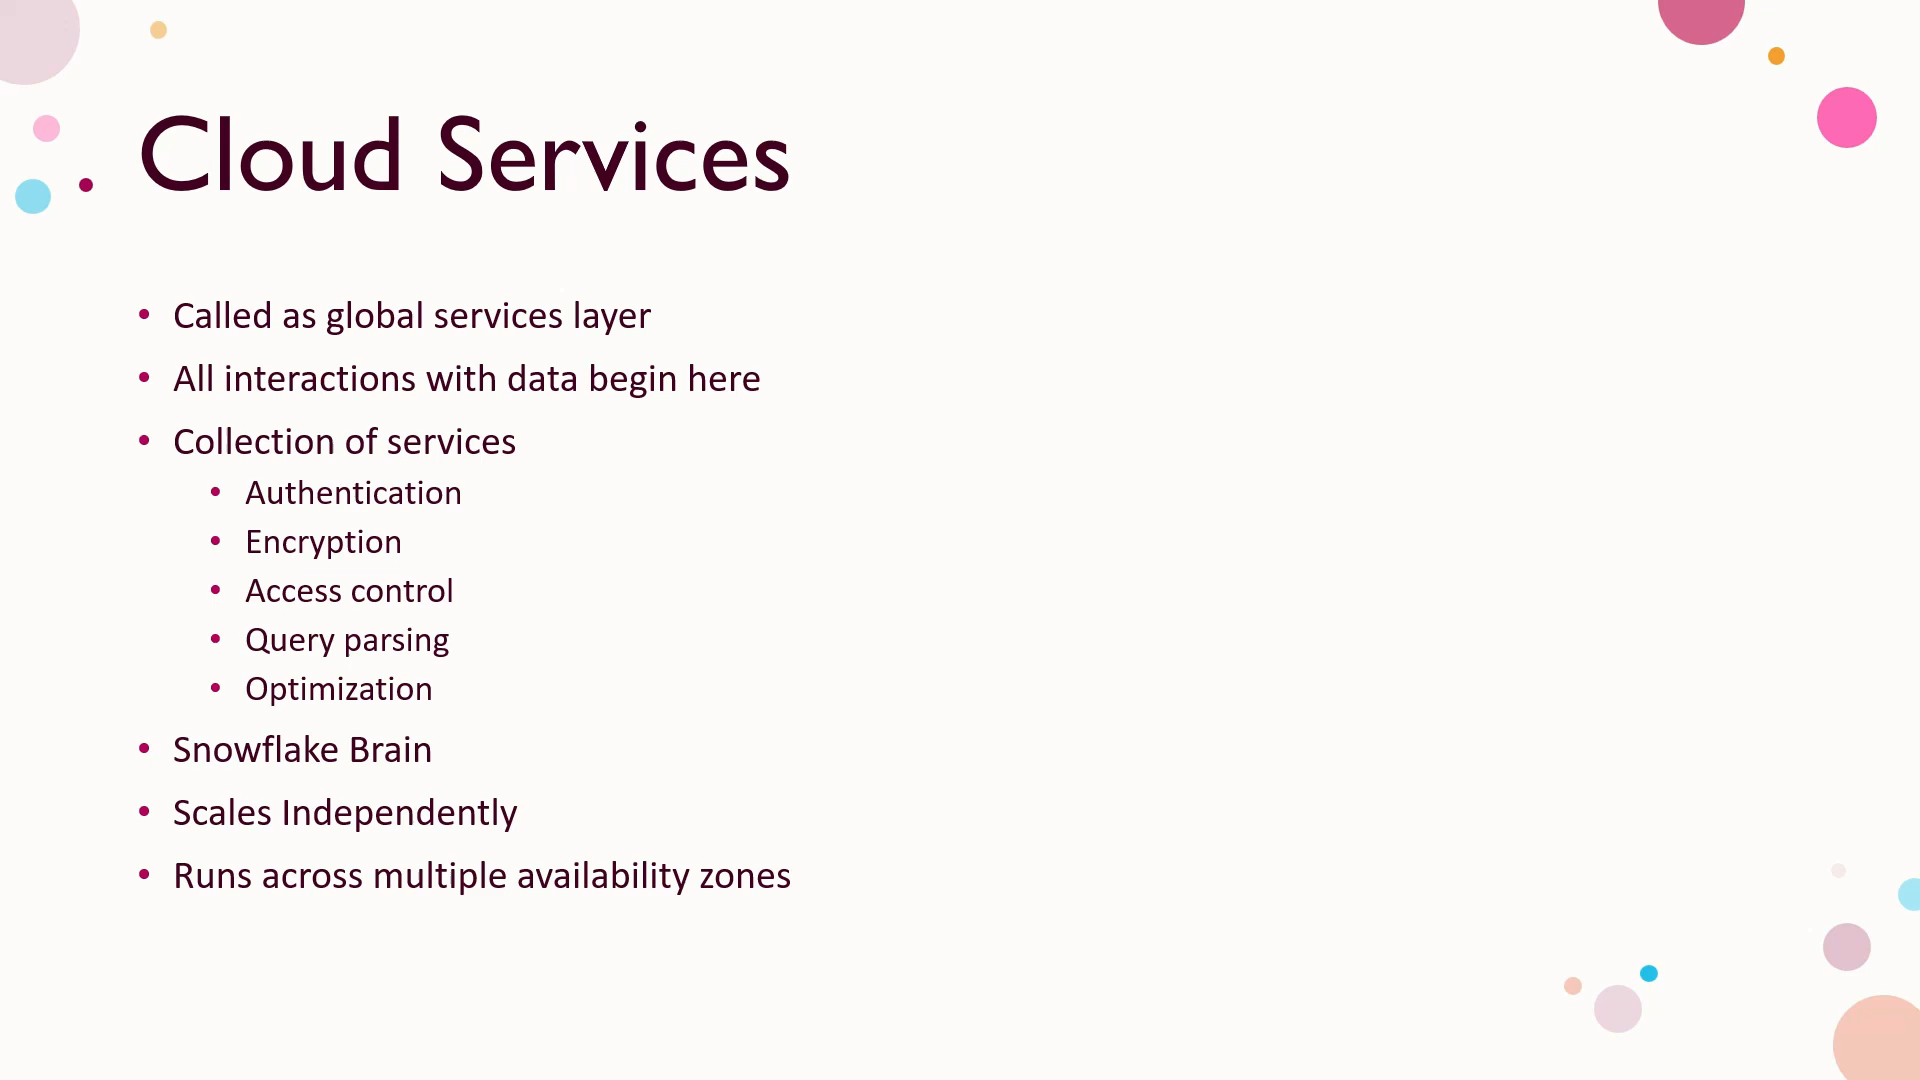 Cloud Services
• Called as global services layer
• All interactions with data begin here
• Collection of services
• Authentication
• Encryption
• Access control
• Query parsing
• Optimization
• Snowflake Brain
• Scales Independently
• Runs across multiple availability zones